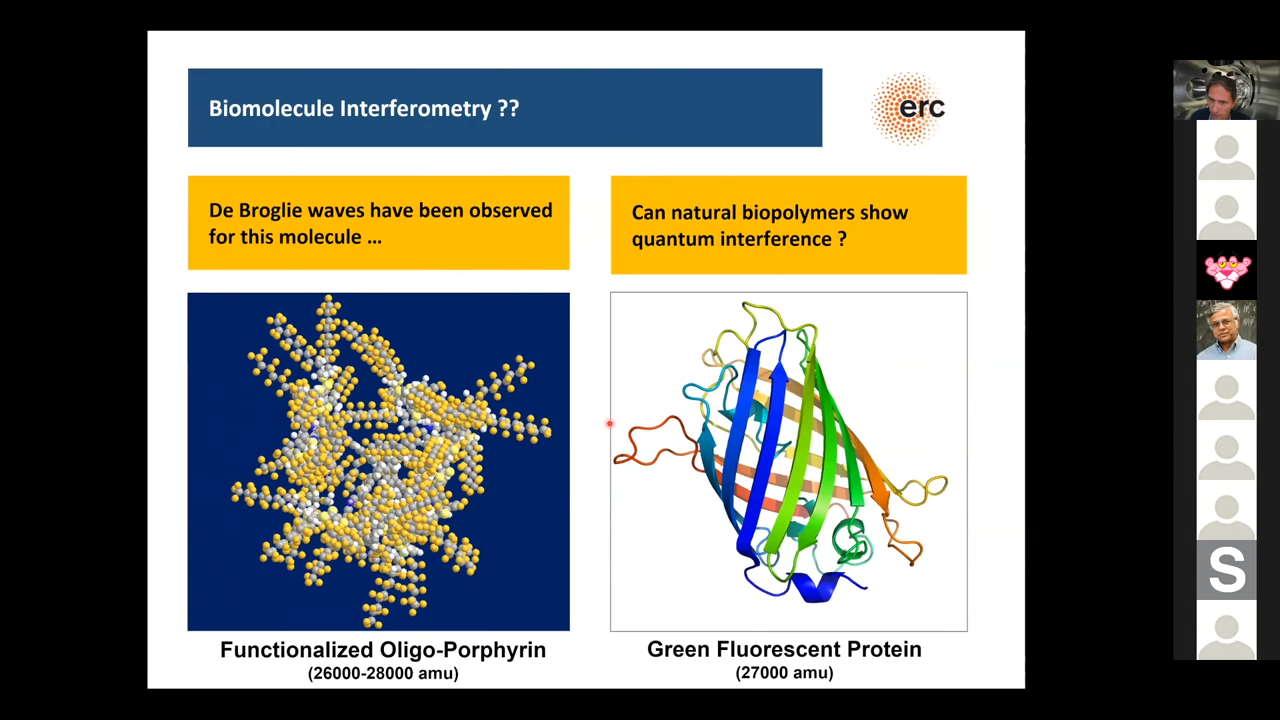 Biomolecule Interferometry ??
erc
De Broglie waves have been observed
for this molecule ...
Can natural biopolymers show
quantum interference ?
Functionalized Oligo-Porphyrin
(26000-28000 amu)
Green Fluorescent Protein
(27000 amu)
S